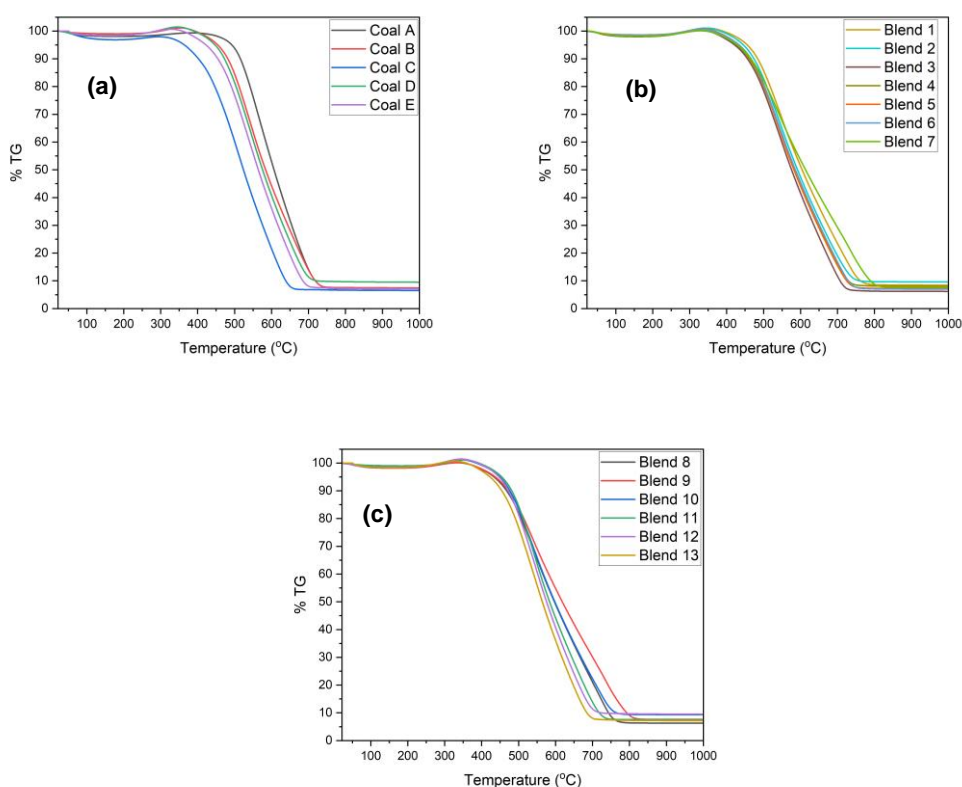 (a)
Coal A
Coal B
Coal C
Coal D
Coal E
% TG
100
90
80
70
60
50
40
30
20
10
0
100 200 300 400 500 600 700 800 900 1000
Temperature (°C)
(b)
Blend 1
Blend 2
Blend 3
Blend 4
Blend 5
Blend 6
Blend 7
% TG
100
90
80
70
60
50
40
30
20
10
0
100 200 300 400 500 600 700 800 900 1000
Temperature (°C)
(c)
Blend 8
Blend 9
Blend 10
Blend 11
Blend 12
Blend 13
% TG
100
90
80
70
60
50
40
30
20
10
0
100 200 300 400 500 600 700 800 900 1000
Temperature (°C)